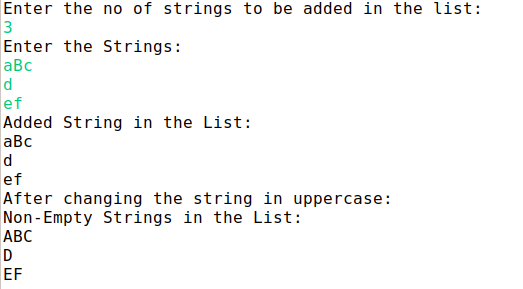 Enter the no of strings to be added in the list:
3
Enter the Strings:
aBc
d
ef
Added String in the List:
aBc
d
ef
After changing the string in uppercase:
Non-Empty Strings in the List:
ABC
D
EF